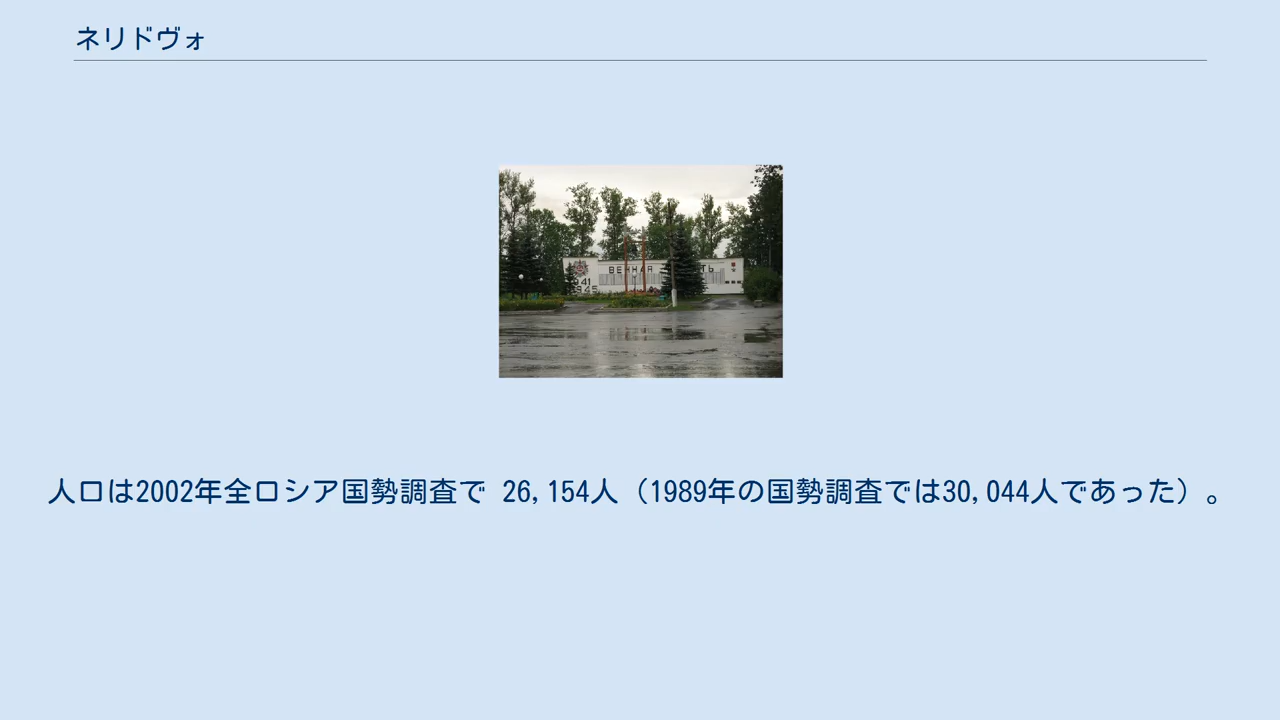 ネリドヴォ
41
1945
人口は2002年全ロシア国勢調査で 26,154人（1989年の国勢調査では30,044人であった）。